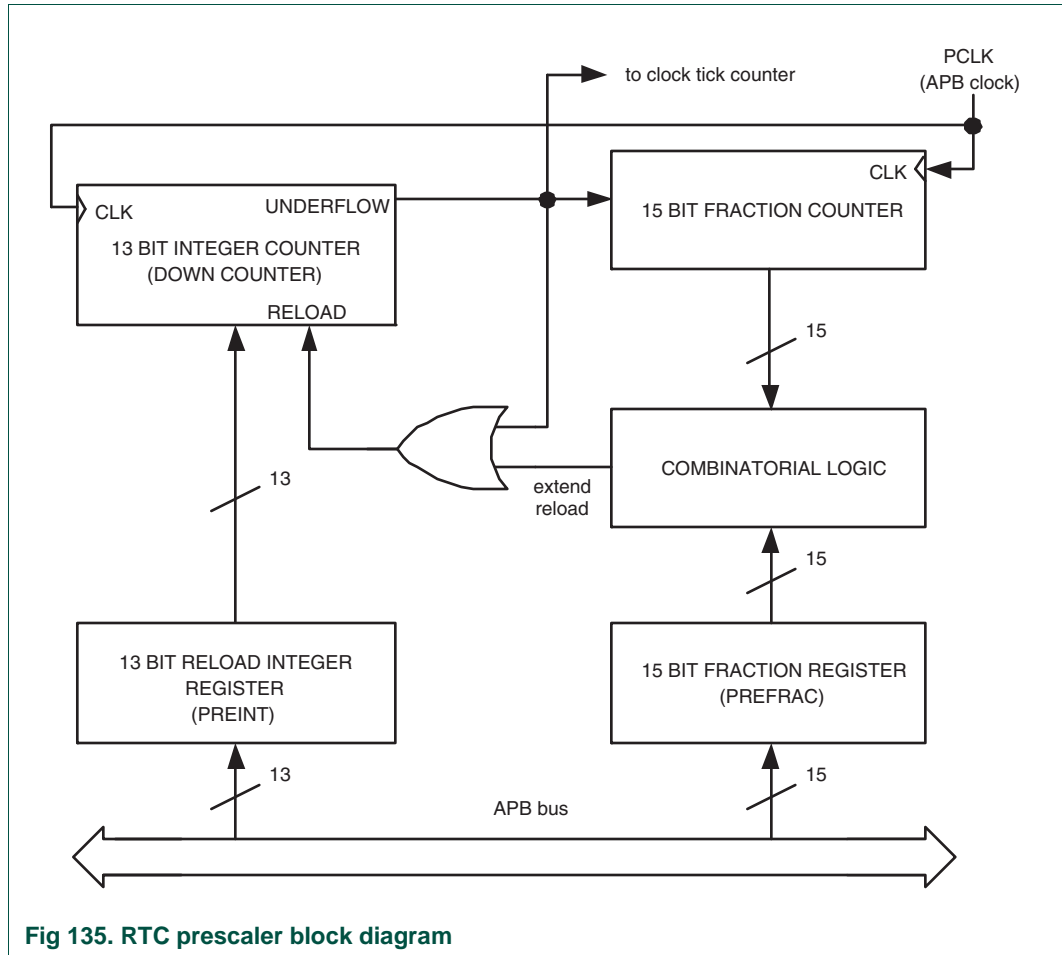 PCLK
(APB clock)
to clock tick counter
CLK
UNDERFLOW
13 BIT INTEGER COUNTER
(DOWN COUNTER)
RELOAD
CLK
15 BIT FRACTION COUNTER
15
COMBINATORIAL LOGIC
extend
reload
13
15
13 BIT RELOAD INTEGER
REGISTER
(PREINT)
15 BIT FRACTION REGISTER
(PREFRAC)
13
15
APB bus
Fig 135. RTC prescaler block diagram